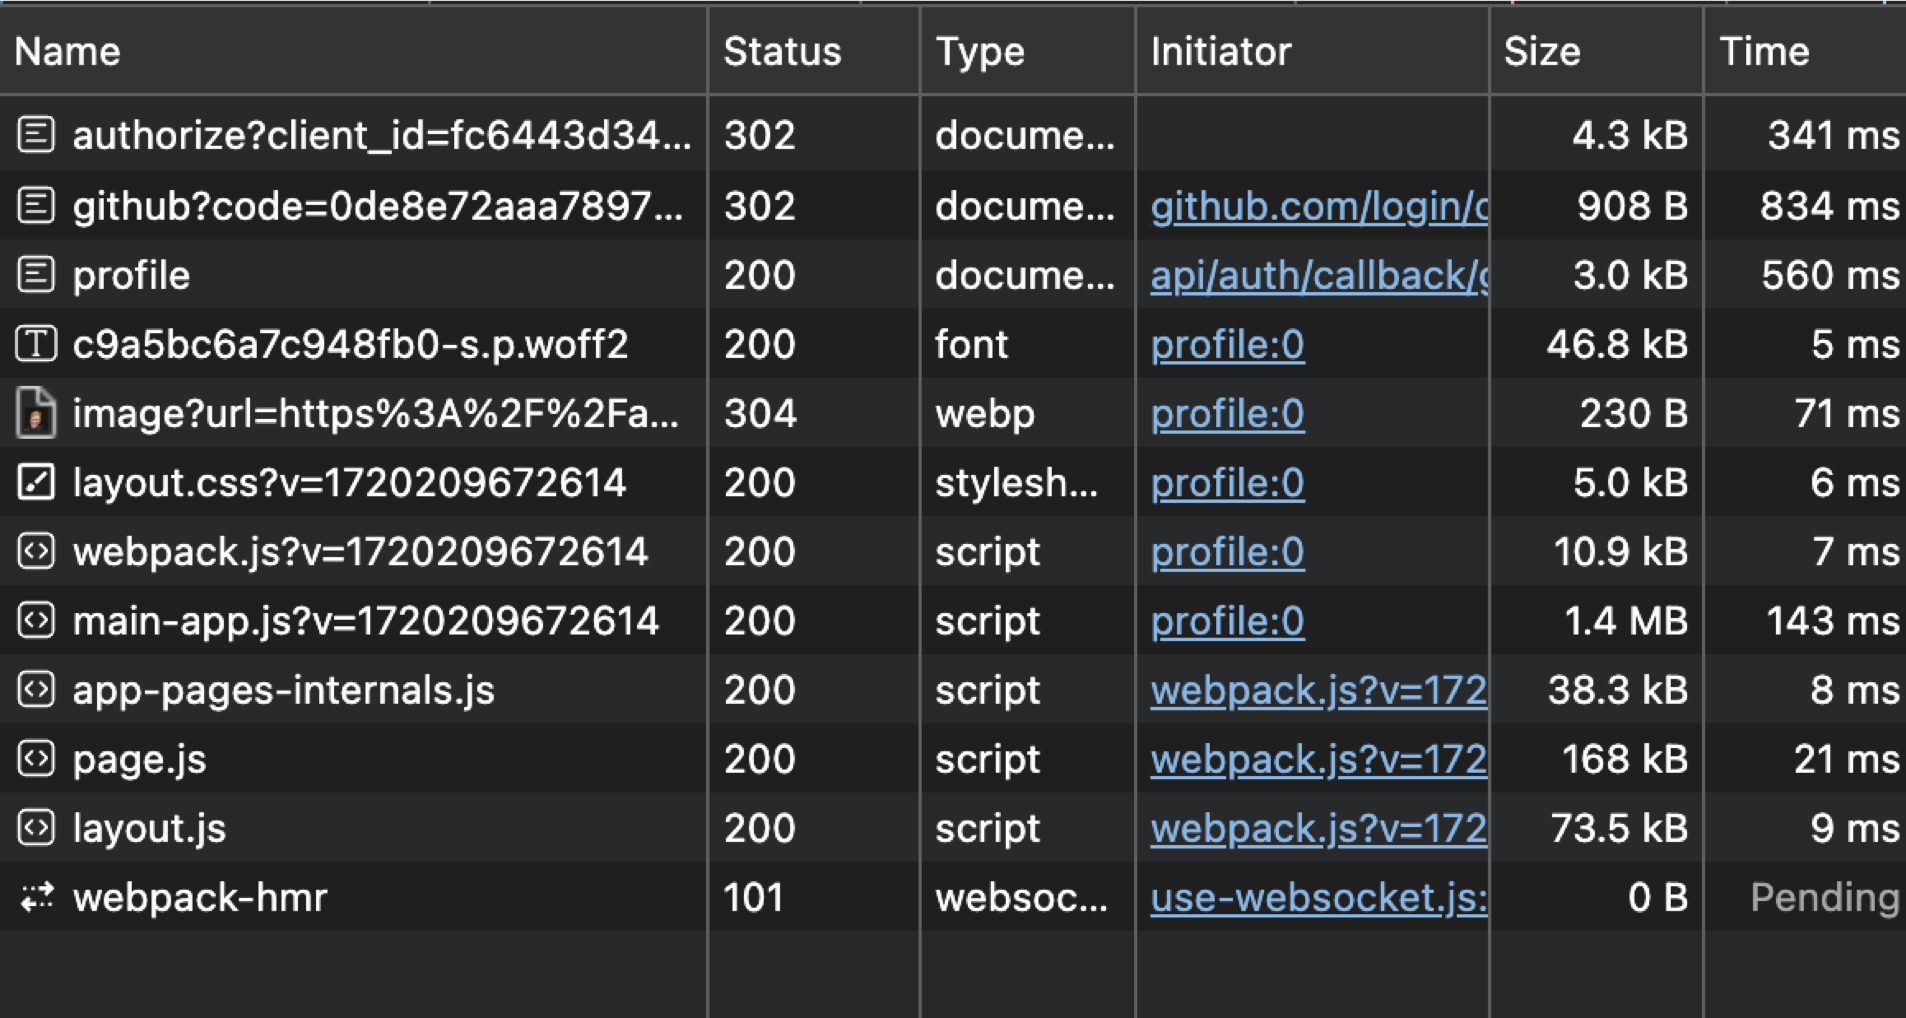 Name Status Type Initiator Size Time
authorize?client_id=fc6443d34... 302 docume... 4.3 kB 341 ms
github?code=0de8e72aaa7897... 302 docume... github.com/login/o 908 B 834 ms
profile 200 docume... api/auth/callback/g 3.0 kB 560 ms
c9a5bc6a7c948fb0-s.p.woff2 200 font profile:0 46.8 kB 5 ms
image?url=https%3A%2F%2Fa... 304 webp profile:0 230 B 71 ms
layout.css?v=1720209672614 200 stylesh... profile:0 5.0 kB 6 ms
webpack.js?v=1720209672614 200 script profile:0 10.9 kB 7 ms
main-app.js?v=1720209672614 200 script profile:0 1.4 MB 143 ms
app-pages-internals.js 200 script webpack.js?v=172 38.3 kB 8 ms
page.js 200 script webpack.js?v=172 168 kB 21 ms
layout.js 200 script webpack.js?v=172 73.5 kB 9 ms
webpack-hmr 101 websoc... use-websocket.js: 0 B Pending